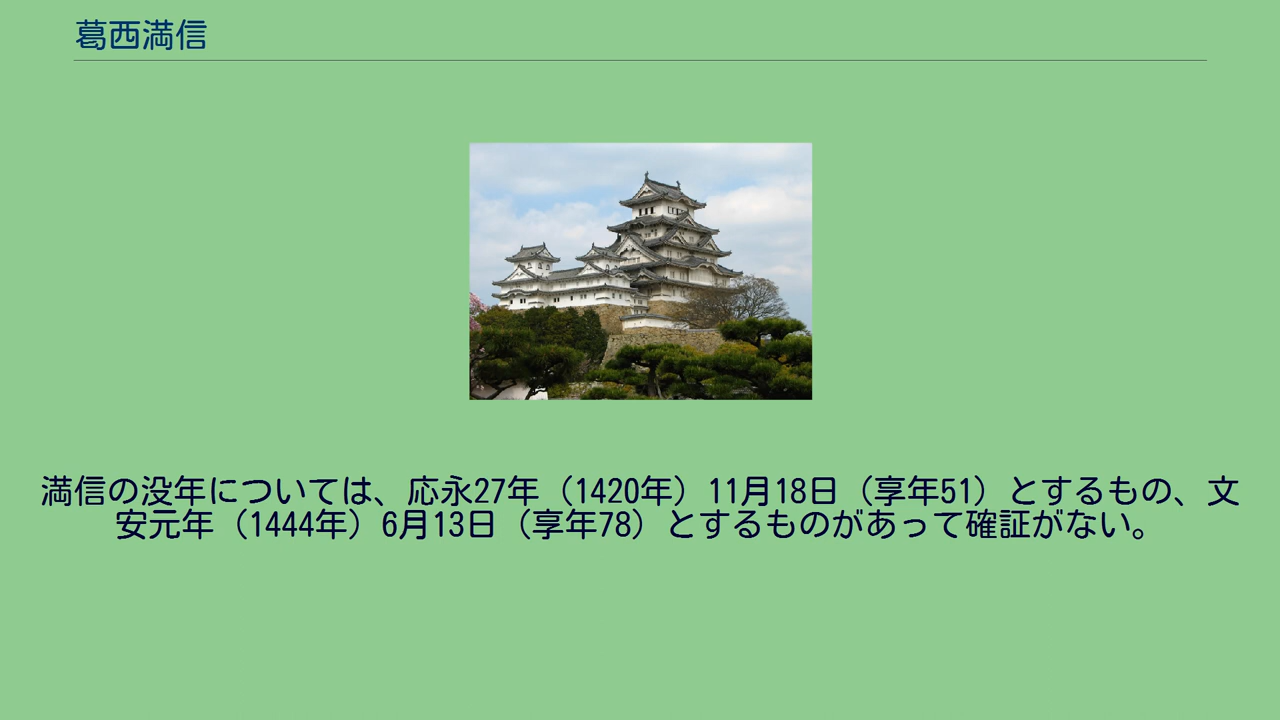 葛西満信
満信の没年については、応永27年（1420年）11月18日（享年51）とするもの、文
安元年（1444年）6月13日（享年78）とするものがあって確証がない。